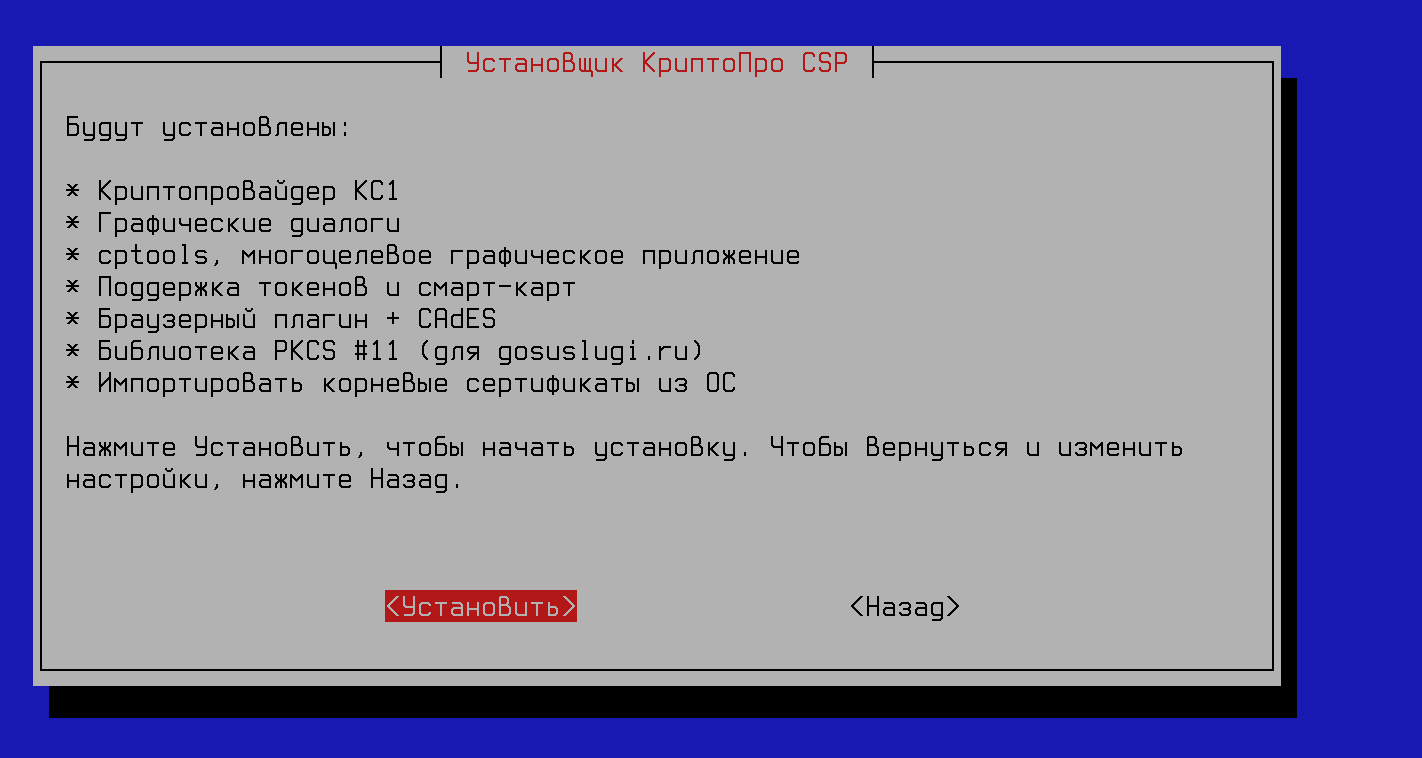 Установщик КриптоПро CSP
Будут установлены:
* Криптопровайдер КС1
* Графические диалоги
* cptools, многоцелевое графическое приложение
* Поддержка токенов и смарт-карт
* Браузерный плагин + CAdES
* Библиотека PKCS #11 (для gosuslugi.ru)
* Импортировать корневые сертификаты из ОС
Нажмите Установить, чтобы начать установку. Чтобы вернуться и изменить
настройки, нажмите Назад.
<Установить> <Назад>